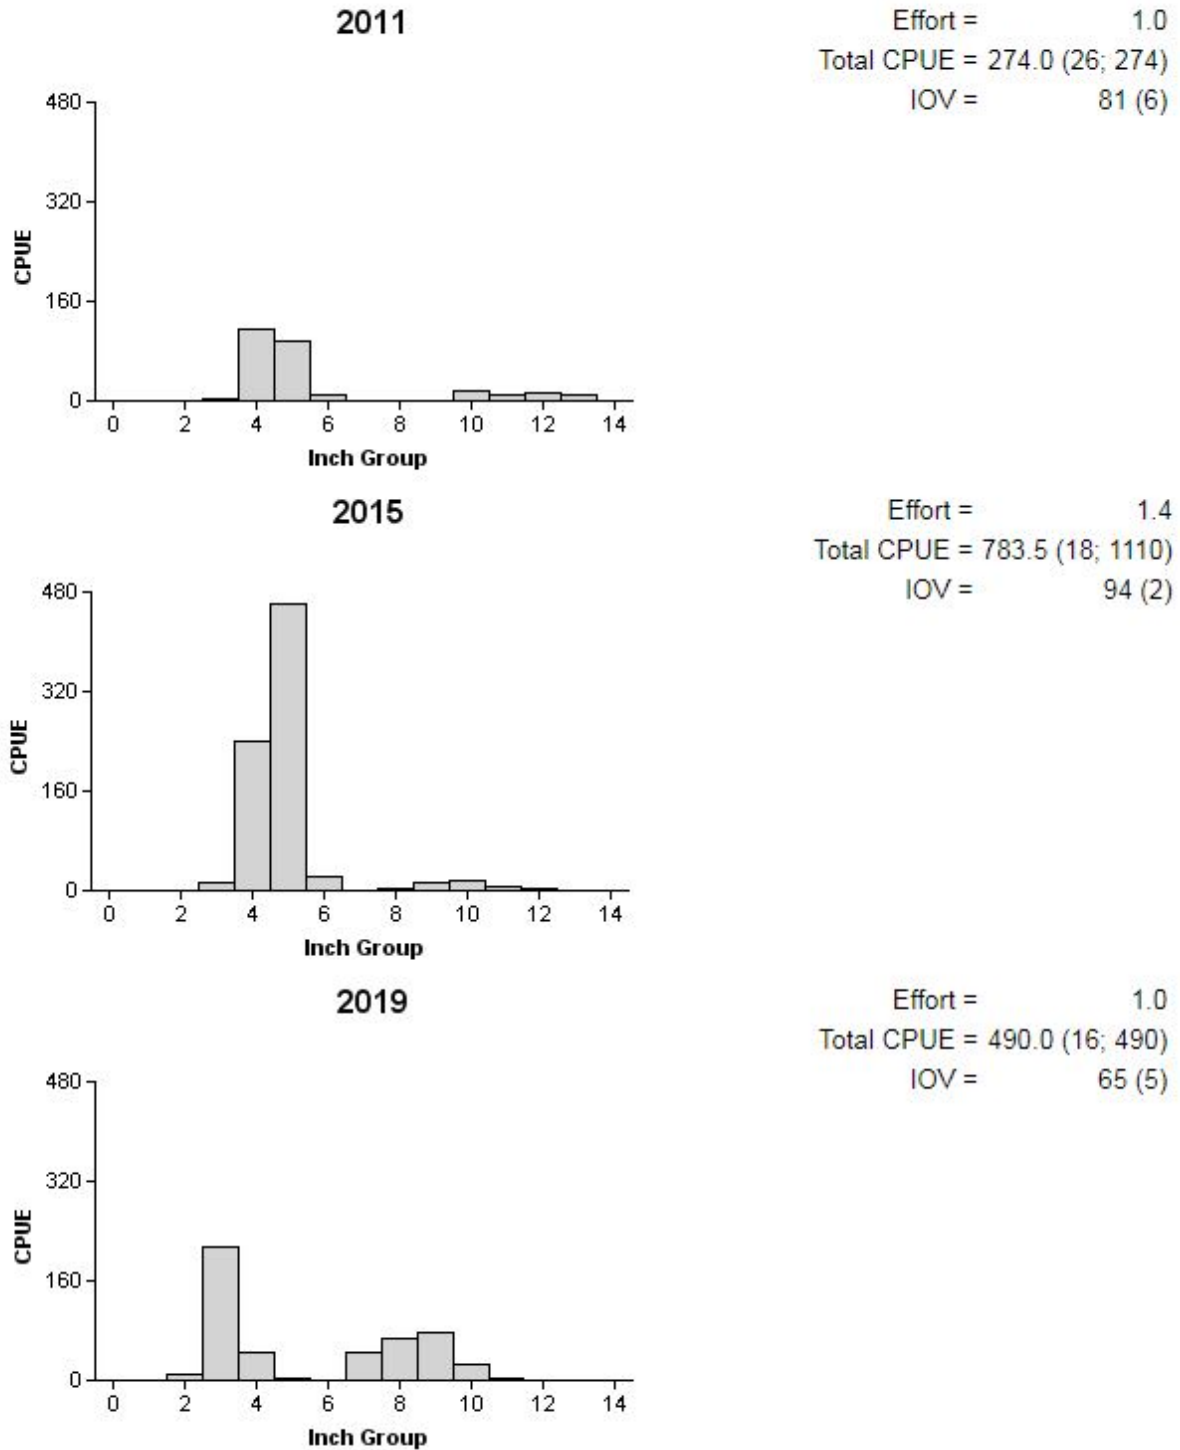 2011
Effort = 1.0
Total CPUE = 274.0 (26; 274)
IOV = 81 (6)
480
320
160
0
CPUE
0 2 4 6 8 10 12 14
Inch Group
2015
Effort = 1.4
Total CPUE = 783.5 (18; 1110)
IOV = 94 (2)
480
320
160
0
CPUE
0 2 4 6 8 10 12 14
Inch Group
2019
Effort = 1.0
Total CPUE = 490.0 (16; 490)
IOV = 65 (5)
480
320
160
0
CPUE
0 2 4 6 8 10 12 14
Inch Group